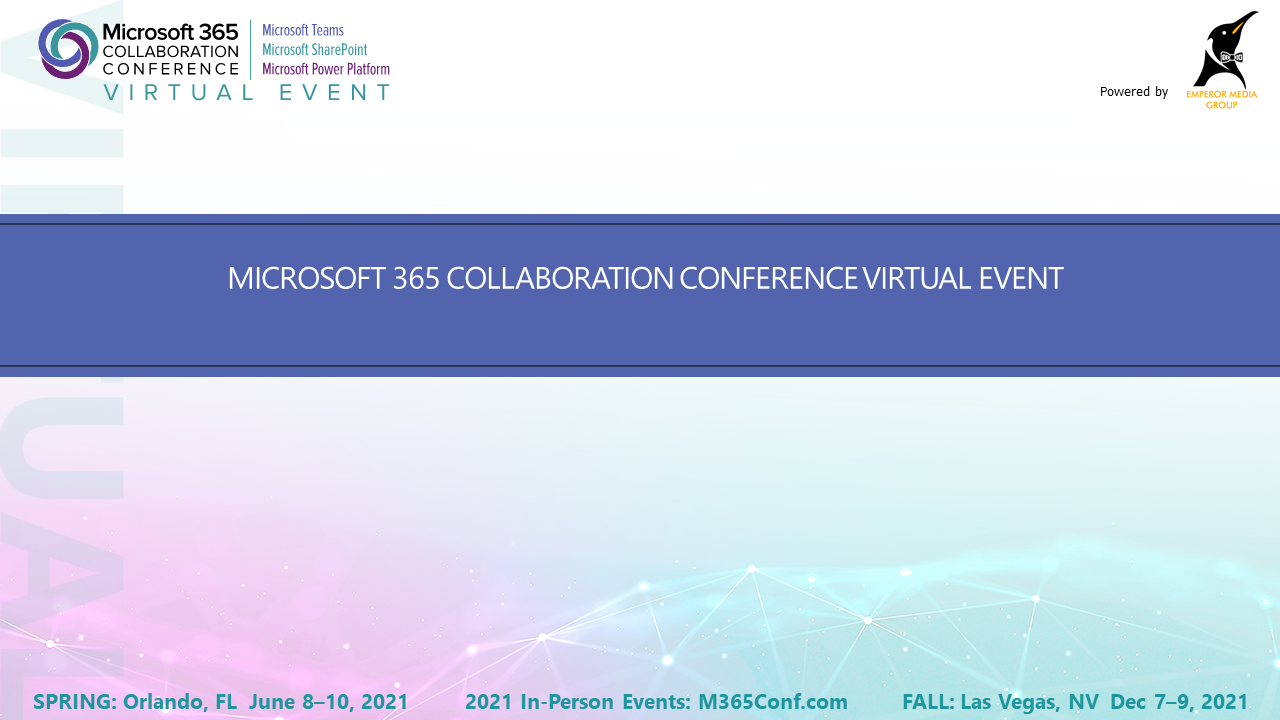 Microsoft 365
COLLABORATION
CONFERENCE
VIRTUAL EVENT
Microsoft Teams
Microsoft SharePoint
Microsoft Power Platform
Powered by
EMPEROR MEDIA
GROUP
MICROSOFT 365 COLLABORATION CONFERENCE VIRTUAL EVENT
SPRING: Orlando, FL June 8–10, 2021
2021 In-Person Events: M365Conf.com
FALL: Las Vegas, NV Dec 7–9, 2021